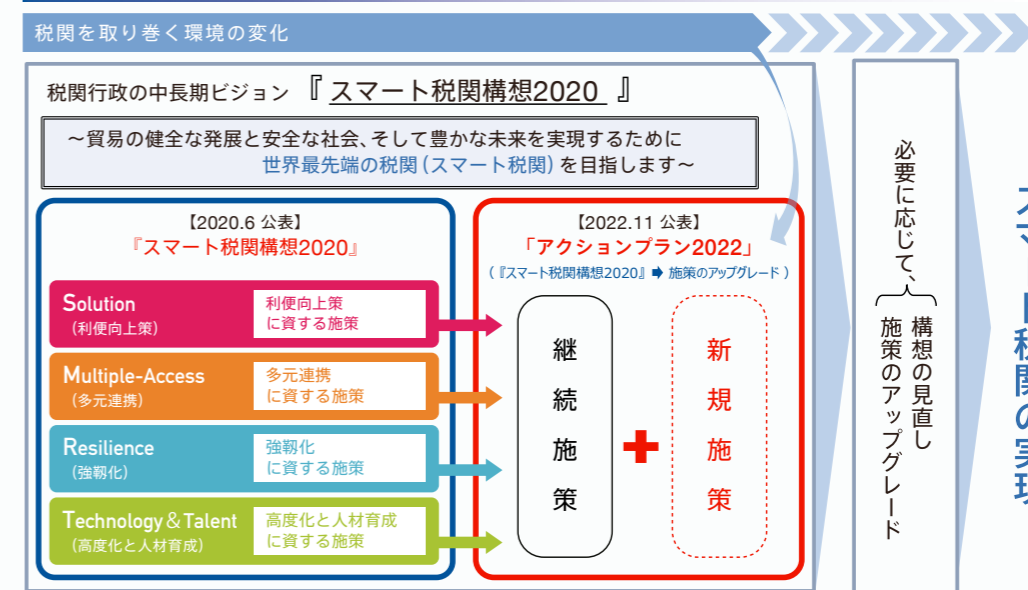 税関を取り巻く環境の変化
税関行政の中長期ビジョン 『 スマート税関構想2020 』
～貿易の健全な発展と安全な社会、そして豊かな未来を実現するために
世界最先端の税関(スマート税関)を目指します～
【2020.6 公表】
『スマート税関構想2020』
Solution
(利便向上策)
利便向上策
に資する施策
Multiple-Access
(多元連携)
多元連携
に資する施策
Resilience
(強靱化)
強靱化
に資する施策
Technology＆Talent
(高度化と人材育成)
高度化と人材育成
に資する施策
【2022.11 公表】
「アクションプラン2022」
(『スマート税関構想2020』➡ 施策のアップグレード)
継続施策
新規施策
必要に応じて、
構想の見直し
施策のアップグレード
スマート税関の実現